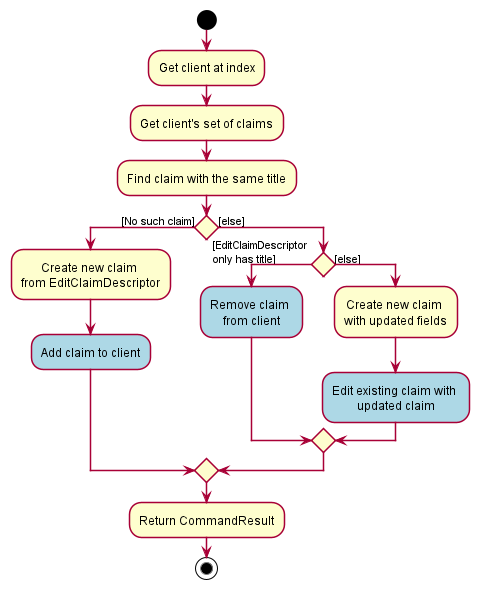 Get client at index
Get client's set of claims
Find claim with the same title
[No such claim]
[else]
Create new claim
from EditClaimDescriptor
Add claim to client
[EditClaimDescriptor
only has title]
[else]
Remove claim
from client
Create new claim
with updated fields
Edit existing claim with
updated claim
Return CommandResult